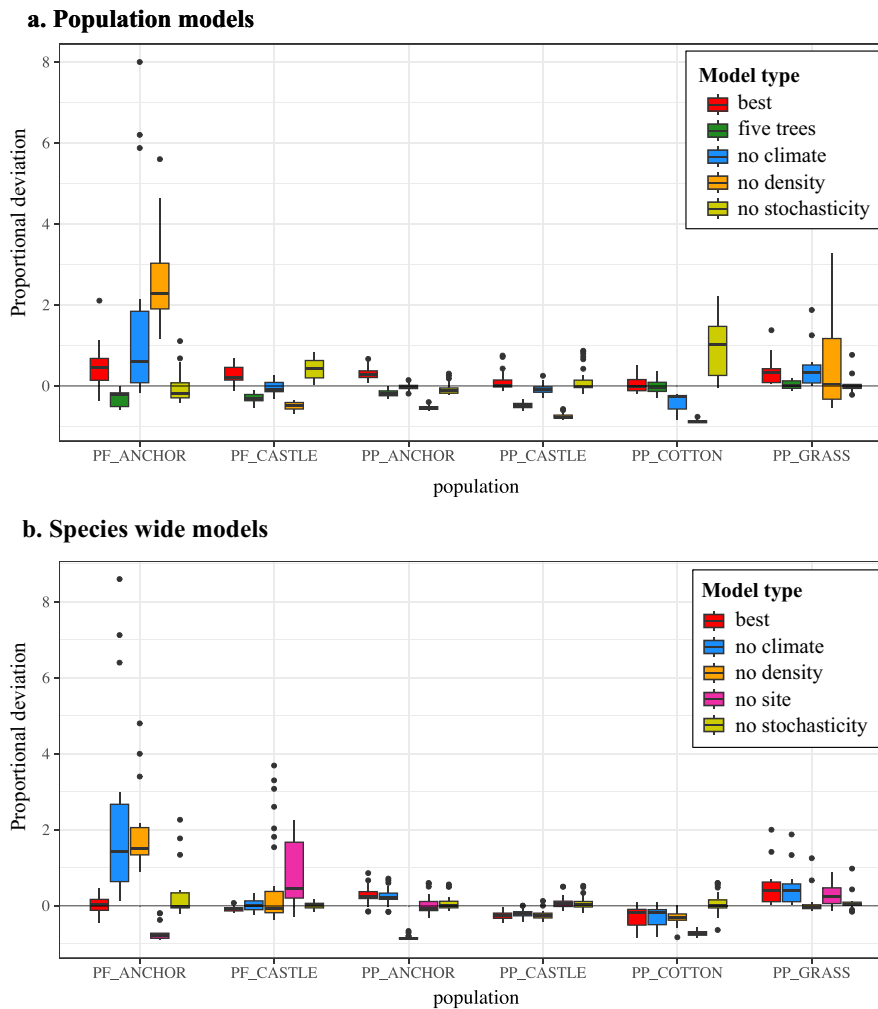 a. Population models
8
6
4
2
0
Proportional deviation
Model type
best
five trees
no climate
no density
no stochasticity
PF_ANCHOR PF_CASTLE PP_ANCHOR PP_CASTLE PP_COTTON PP_GRASS
population
b. Species wide models
8
6
4
2
0
Proportional deviation
Model type
best
no climate
no density
no site
no stochasticity
PF_ANCHOR PF_CASTLE PP_ANCHOR PP_CASTLE PP_COTTON PP_GRASS
population